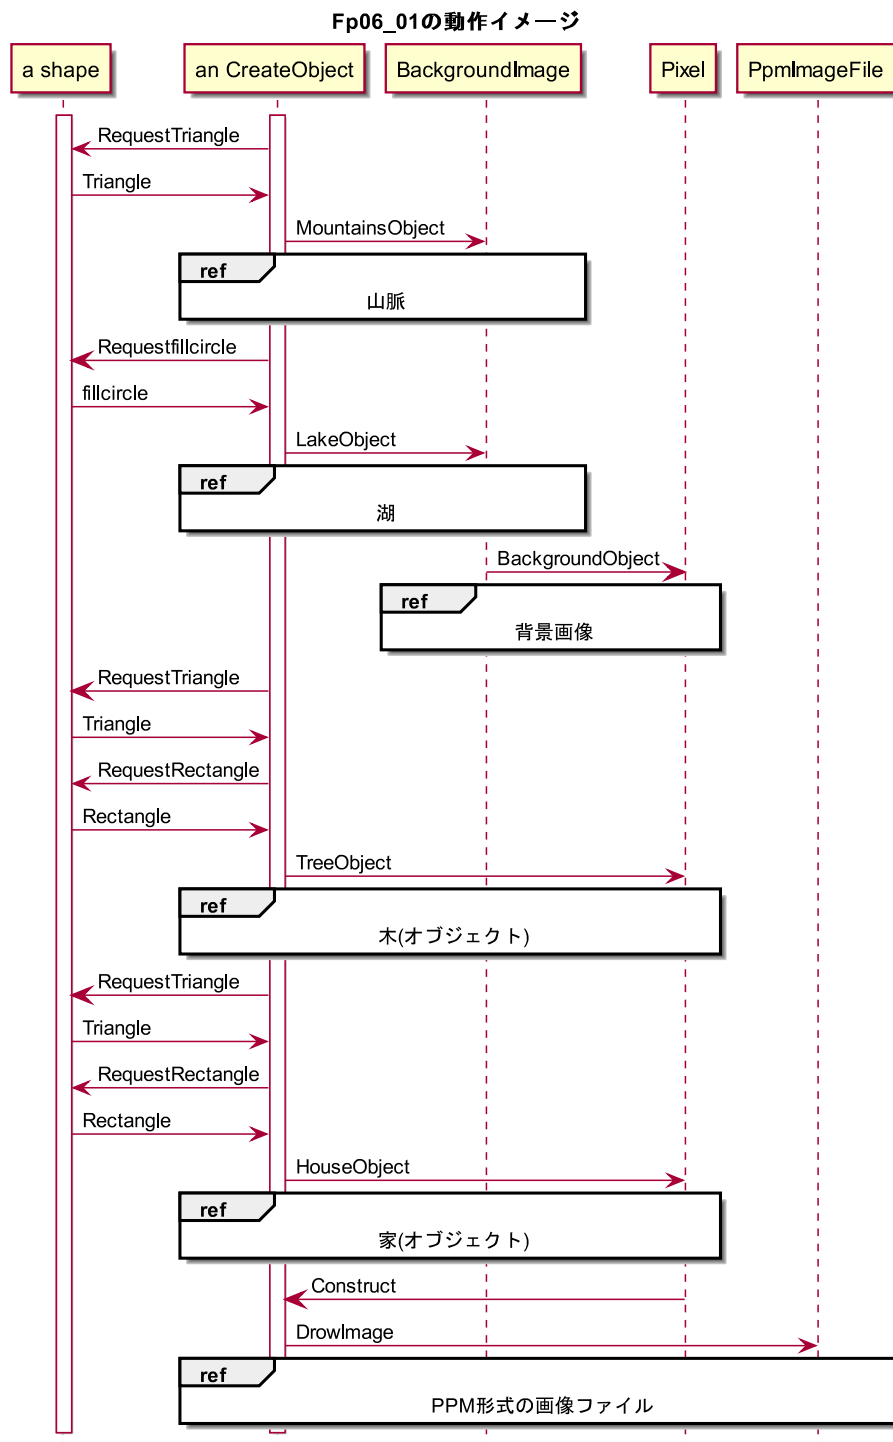 Fp06_01の動作イメージ
a shape
an CreateObject
BackgroundImage
Pixel
PpmImageFile
RequestTriangle
Triangle
MountainsObject
ref
山脈
Requestfillcircle
fillcircle
LakeObject
ref
湖
BackgroundObject
ref
背景画像
RequestTriangle
Triangle
RequestRectangle
Rectangle
TreeObject
ref
木(オブジェクト)
RequestTriangle
Triangle
RequestRectangle
Rectangle
HouseObject
ref
家(オブジェクト)
Construct
DrowImage
ref
PPM形式の画像ファイル